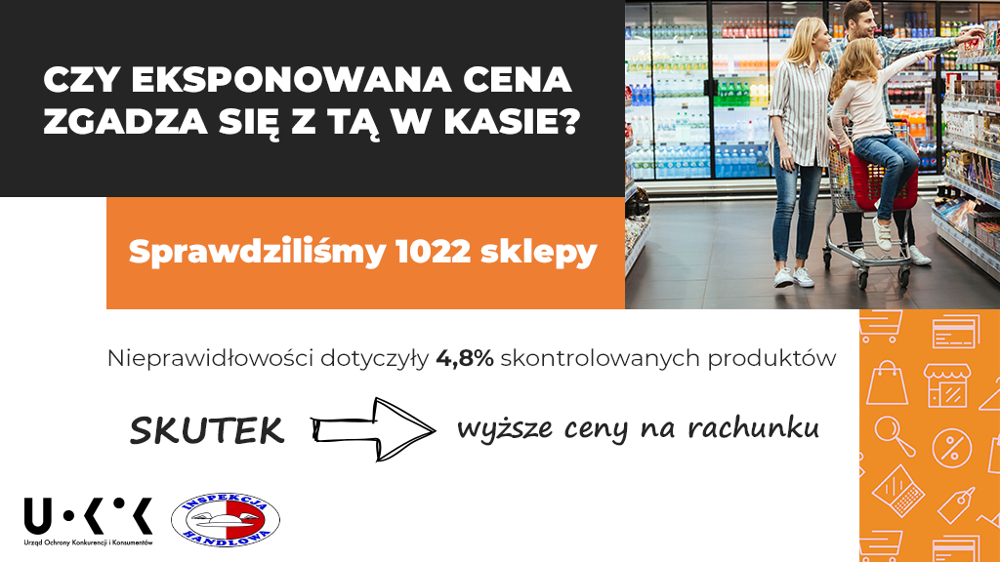 CZY EKSPONOWANA CENA
ZGADZA SIĘ Z TĄ W KASIE?
Sprawdziliśmy 1022 sklepy
Nieprawidłowości dotyczyły 4,8% skontrolowanych produktów
SKUTEK wyższe ceny na rachunku
UOKiK
Urząd Ochrony Konkurencji i Konsumentów
INSPEKCJA
HANDLOWA